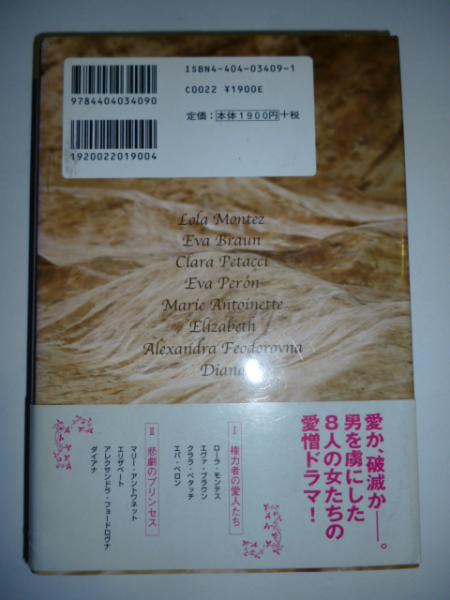 ISBN4-404-03409-1
C0022 ¥1900E
定価：本体1900円＋税
9784404034090
1920022019004
Lola Montez
Eva Braun
Clara Petacci
Eva Perón
Marie Antoinette
Elizabeth
Alexandra Feodorovna
Diana
愛か、破滅か──。
男を虜にした
8人の女たちの
愛憎ドラマ！
Ⅰ 権力者の愛人たち
ローラ・モンテス
エヴァ・ブラウン
クララ・ペタッチ
エバ・ペロン
Ⅱ 悲劇のプリンセス
マリー・アントワネット
エリザベート
アレクサンドラ・フョードロヴナ
ダイアナ